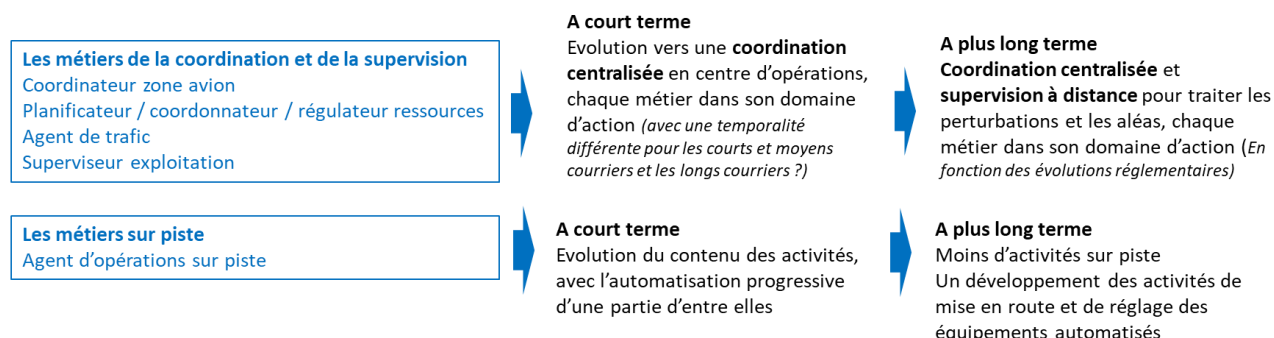 Les métiers de la coordination et de la supervision
Coordinateur zone avion
Planificateur / coordonnateur / régulateur ressources
Agent de trafic
Superviseur exploitation
A court terme
Evolution vers une coordination
centralisée en centre d'opérations,
chaque métier dans son domaine
d'action (avec une temporalité
différente pour les courts et moyens
courriers et les longs courriers ?)
A plus long terme
Coordination centralisée et
supervision à distance pour traiter les
perturbations et les aléas, chaque
métier dans son domaine d'action (En
fonction des évolutions réglementaires)
Les métiers sur piste
Agent d'opérations sur piste
A court terme
Evolution du contenu des activités,
avec l'automatisation progressive
d'une partie d'entre elles
A plus long terme
Moins d'activités sur piste
Un développement des activités de
mise en route et de réglage des
équipements automatisés